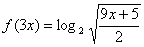 f(3x) = log₂ √((9x+5)/2)